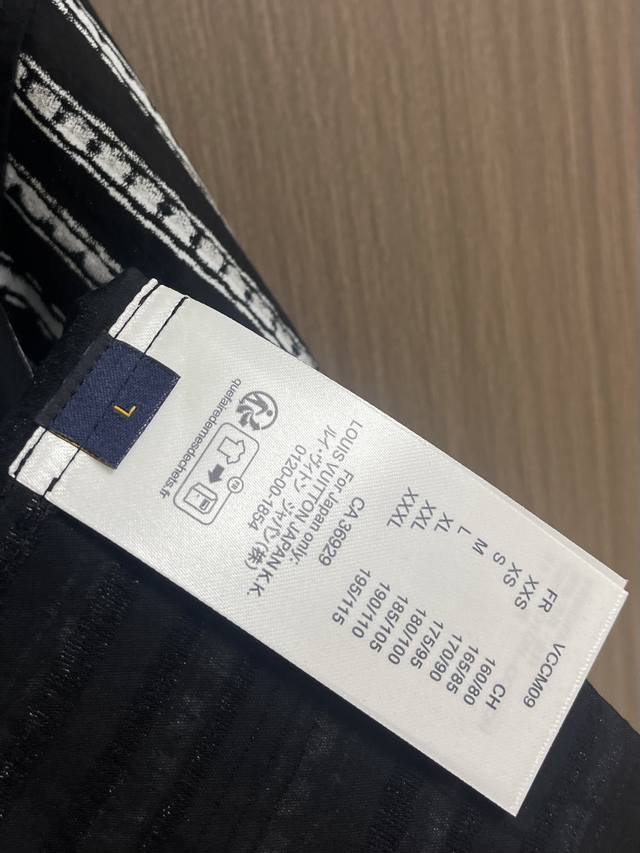 VCCM09
FR CH
XXS 160/80
XS 165/85
S 170/90
M 175/95
L 180/100
XL 185/105
XXL 190/110
XXXL 195/115
CA 36929
For Japan only:
LOUIS VUITTON JAPAN K.K.
ルイ・ヴィトン ジャパン(株)
0120-00-1854
FR
quefairedemesdechets.fr
L